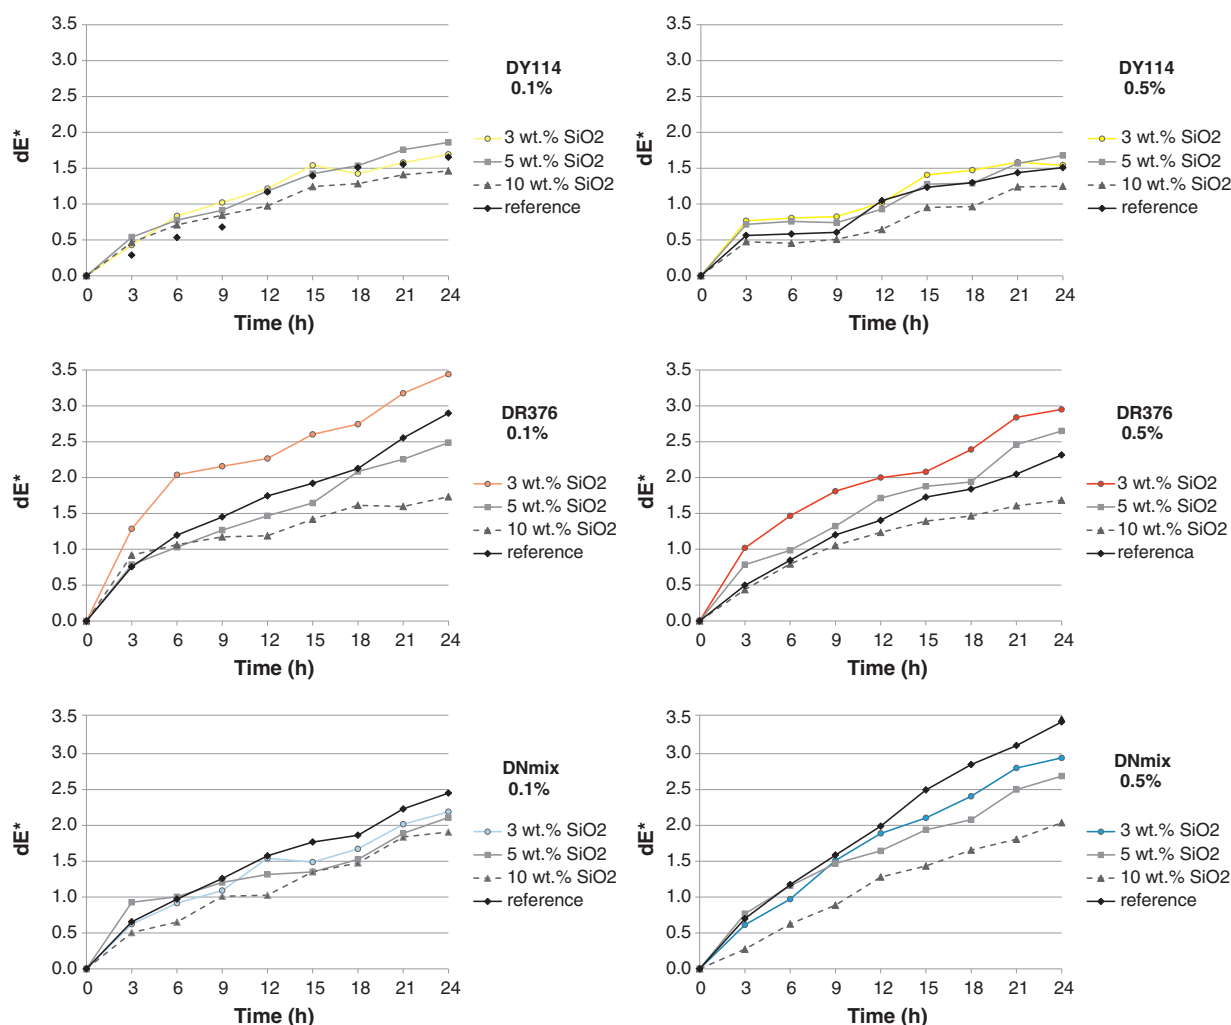 3.5
3.0
2.5
2.0
1.5
1.0
0.5
0.0
dE*
0 3 6 9 12 15 18 21 24
Time (h)
DY114
0.1%
3 wt.% SiO2
5 wt.% SiO2
10 wt.% SiO2
reference
3.5
3.0
2.5
2.0
1.5
1.0
0.5
0.0
dE*
0 3 6 9 12 15 18 21 24
Time (h)
DY114
0.5%
3 wt.% SiO2
5 wt.% SiO2
10 wt.% SiO2
reference
3.5
3.0
2.5
2.0
1.5
1.0
0.5
0.0
dE*
0 3 6 9 12 15 18 21 24
Time (h)
DR376
0.1%
3 wt.% SiO2
5 wt.% SiO2
10 wt.% SiO2
reference
3.5
3.0
2.5
2.0
1.5
1.0
0.5
0.0
dE*
0 3 6 9 12 15 18 21 24
Time (h)
DR376
0.5%
3 wt.% SiO2
5 wt.% SiO2
10 wt.% SiO2
referenca
3.5
3.0
2.5
2.0
1.5
1.0
0.5
0.0
dE*
0 3 6 9 12 15 18 21 24
Time (h)
DNmix
0.1%
3 wt.% SiO2
5 wt.% SiO2
10 wt.% SiO2
reference
3.5
3.0
2.5
2.0
1.5
1.0
0.5
0.0
dE*
0 3 6 9 12 15 18 21 24
Time (h)
DNmix
0.5%
3 wt.% SiO2
5 wt.% SiO2
10 wt.% SiO2
reference